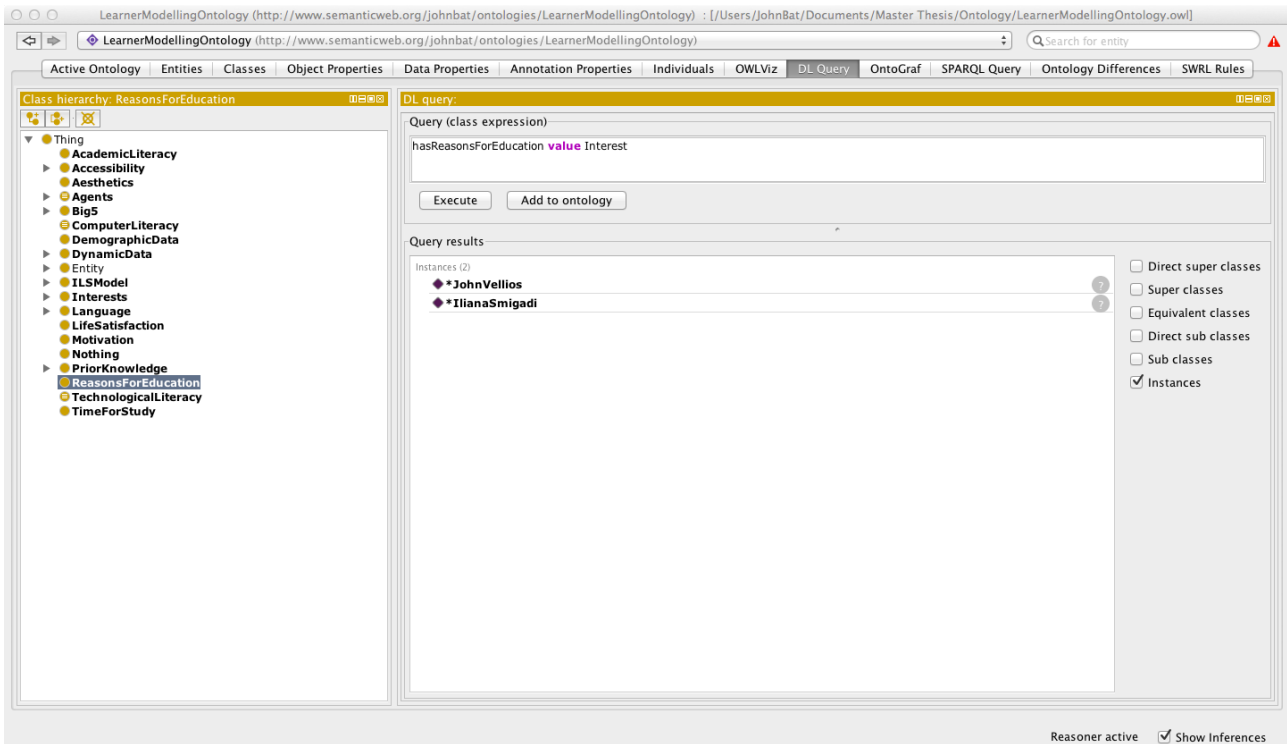 LearnerModellingOntology (http://www.semanticweb.org/johnbat/ontologies/LearnerModellingOntology) : [/Users/JohnBat/Documents/Master Thesis/Ontology/LearnerModellingOntology.owl]
LearnerModellingOntology (http://www.semanticweb.org/johnbat/ontologies/LearnerModellingOntology)
Search for entity
Active Ontology Entities Classes Object Properties Data Properties Annotation Properties Individuals OWLViz DL Query OntoGraf SPARQL Query Ontology Differences SWRL Rules
Class hierarchy: ReasonsForEducation
Thing
AcademicLiteracy
Accessibility
Aesthetics
Agents
Big5
ComputerLiteracy
DemographicData
DynamicData
Entity
ILSModel
Interests
Language
LifeSatisfaction
Motivation
Nothing
PriorKnowledge
ReasonsForEducation
TechnologicalLiteracy
TimeForStudy
DL query:
Query (class expression)
hasReasonsForEducation value Interest
Execute Add to ontology
Query results
Instances (2)
*JohnVellios ?
*IlianaSmigadi ?
Direct super classes
Super classes
Equivalent classes
Direct sub classes
Sub classes
Instances
Reasoner active Show Inferences